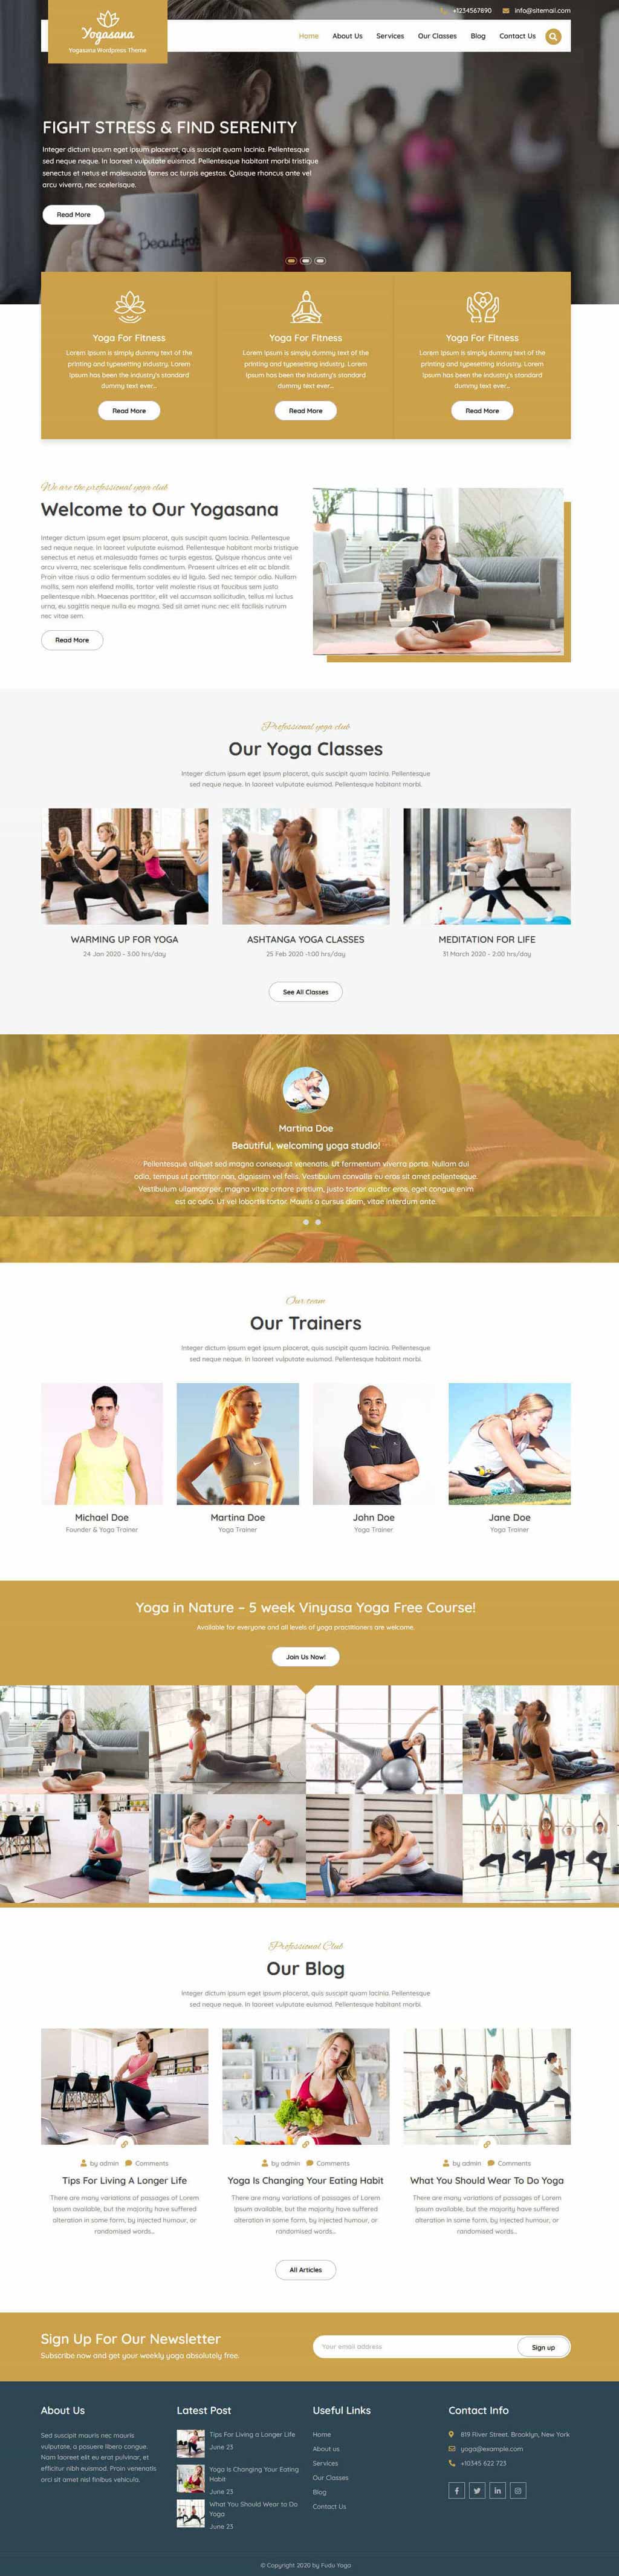 +1234567890 info@sitemail.com
Yogasana
Yogasana Wordpress Theme
Home About Us Services Our Classes Blog Contact Us
FIGHT STRESS & FIND SERENITY
Integer dictum ipsum eget ipsum placerat, quis suscipit quam lacinia. Pellentesque
sed neque neque. In laoreet vulputate euismod. Pellentesque habitant morbi tristique
senectus et netus et malesuada fames ac turpis egestas. Quisque rhoncus ante vel
arcu viverra, nec scelerisque.
Read More
Yoga For Fitness Yoga For Fitness Yoga For Fitness
Lorem Ipsum is simply dummy text of the Lorem Ipsum is simply dummy text of the Lorem Ipsum is simply dummy text of the
printing and typesetting industry. Lorem printing and typesetting industry. Lorem printing and typesetting industry. Lorem
Ipsum has been the industry's standard Ipsum has been the industry's standard Ipsum has been the industry's standard
dummy text ever... dummy text ever... dummy text ever...
Read More Read More Read More
We are the professional yoga club
Welcome to Our Yogasana
Integer dictum ipsum eget ipsum placerat, quis suscipit quam lacinia. Pellentesque
sed neque neque. In laoreet vulputate euismod. Pellentesque habitant morbi tristique
senectus et netus et malesuada fames ac turpis egestas. Quisque rhoncus ante vel
arcu viverra, nec scelerisque felis condimentum. Praesent ultrices et elit ac blandit.
Proin vitae risus a odio fermentum sodales eu id ligula. Sed nec tempor odio. Nullam
mollis, sem non eleifend mollis, tortor velit molestie risus at faucibus sem justo
pellentesque nibh. Maecenas porttitor, elit vel accumsan sollicitudin, tellus mi luctus
urna, eu sagittis neque nulla eu magna. Sed sit amet nunc nec elit facilisis rutrum
nec vitae sem.
Read More
Professional yoga club
Our Yoga Classes
Integer dictum ipsum eget ipsum placerat, quis suscipit quam lacinia. Pellentesque
sed neque neque. In laoreet vulputate euismod. Pellentesque habitant morbi.
WARMING UP FOR YOGA ASHTANGA YOGA CLASSES MEDITATION FOR LIFE
24 Jan 2020 - 3:00 hrs/day 25 Feb 2020 -1:00 hrs/day 31 March 2020 - 2:00 hrs/day
See All Classes
Martina Doe
Beautiful, welcoming yoga studio!
Pellentesque aliquet sed magna consequat venenatis. Ut fermentum viverra porta. Nullam dui
odio, tempus ut porttitor non, dignissim vel felis. Vestibulum convallis eu eros sit amet pellentesque.
Vestibulum ullamcorper, magna vitae ornare pretium, justo tortor auctor eros, eget congue enim
est ac odio. Ut vel lobortis tortor. Mauris a cursus diam, vitae interdum ante.
Our team
Our Trainers
Integer dictum ipsum eget ipsum placerat, quis suscipit quam lacinia. Pellentesque
sed neque neque. In laoreet vulputate euismod. Pellentesque habitant morbi.
Michael Doe Martina Doe John Doe Jane Doe
Founder & Yoga Trainer Yoga Trainer Yoga Trainer Yoga Trainer
Yoga in Nature – 5 week Vinyasa Yoga Free Course!
Available for everyone and all levels of yoga practitioners are welcome.
Join Us Now!
Professional Club
Our Blog
Integer dictum ipsum eget ipsum placerat, quis suscipit quam lacinia. Pellentesque
sed neque neque. In laoreet vulputate euismod. Pellentesque habitant morbi.
by admin Comments by admin Comments by admin Comments
Tips For Living A Longer Life Yoga Is Changing Your Eating Habit What You Should Wear To Do Yoga
There are many variations of passages of Lorem There are many variations of passages of Lorem There are many variations of passages of Lorem
Ipsum available, but the majority have suffered Ipsum available, but the majority have suffered Ipsum available, but the majority have suffered
alteration in some form, by injected humour, or alteration in some form, by injected humour, or alteration in some form, by injected humour, or
randomised words... randomised words... randomised words...
All Articles
Sign Up For Our Newsletter
Subscribe now and get your weekly yoga absolutely free.
Your email address Sign up
About Us
Sed suscipit mauris nec mauris
vulputate, a posuere libero congue.
Nam laoreet elit eu erat pulvinar, et
efficitur nibh euismod. Proin venenatis
orci sit amet nisl finibus vehicula.
Latest Post
Tips For Living a Longer Life
June 23
Yoga Is Changing Your Eating
Habit
June 23
What You Should Wear to Do
Yoga
June 23
Useful Links
Home
About us
Services
Our Classes
Blog
Contact Us
Contact Info
819 River Street, Brooklyn, New York
yoga@example.com
+10345 622 723
© Copyright 2020 by Fudu Yoga